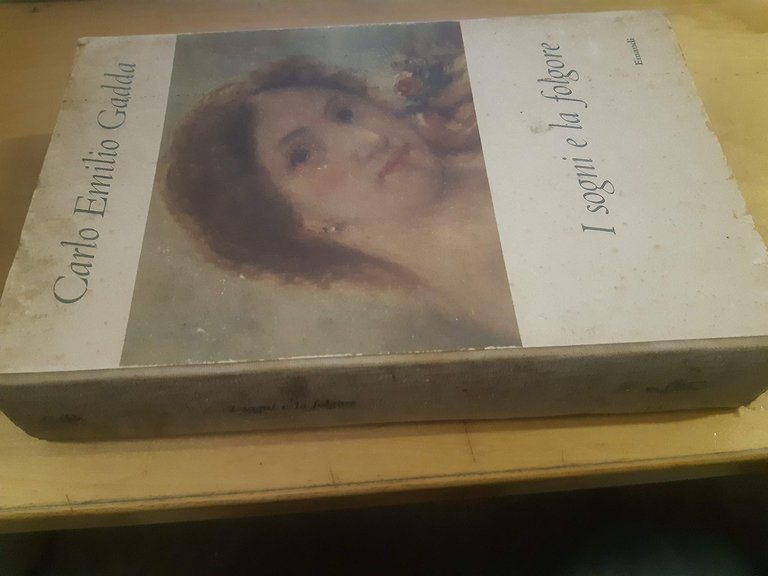 Carlo Emilio Gadda
I sogni e la folgore
Einaudi
I sogni e la folgore